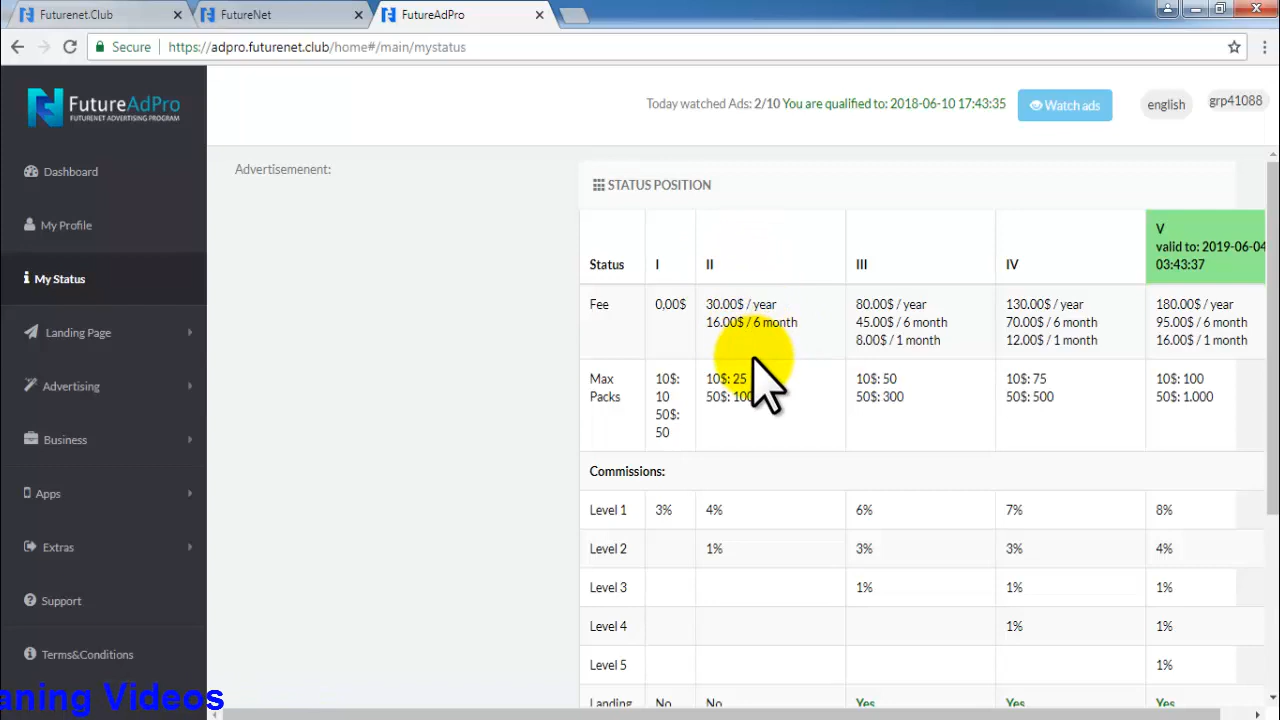 Futurenet.Club
FutureNet
FutureAdPro
Secure
https://adpro.futurenet.club/home#/main/mystatus
FutureAdPro
FUTURENET ADVERTISING PROGRAM
Today watched Ads: 2/10 You are qualified to: 2018-06-10 17:43:35
Watch ads
english
grp41088
Dashboard
My Profile
My Status
Landing Page
Advertising
Business
Apps
Extras
Support
Terms&Conditions
Advertisemenent:
STATUS POSITION
Status I II III IV V
valid to: 2019-06-04
03:43:37
Fee 0,00$ 30.00$ / year 80.00$ / year 130.00$ / year 180.00$ / year
16.00$ / 6 month 45.00$ / 6 month 70.00$ / 6 month 95.00$ / 6 month
8.00$ / 1 month 12.00$ / 1 month 16.00$ / 1 month
Max 10$: 10$: 25 10$: 50 10$: 75 10$: 100
Packs 10 50$: 100 50$: 300 50$: 500 50$: 1.000
50$:
50
Commissions:
Level 1 3% 4% 6% 7% 8%
Level 2 1% 3% 3% 4%
Level 3 1% 1% 1%
Level 4 1% 1%
Level 5 1%
Landing No No Yes Yes Yes
aning Videos